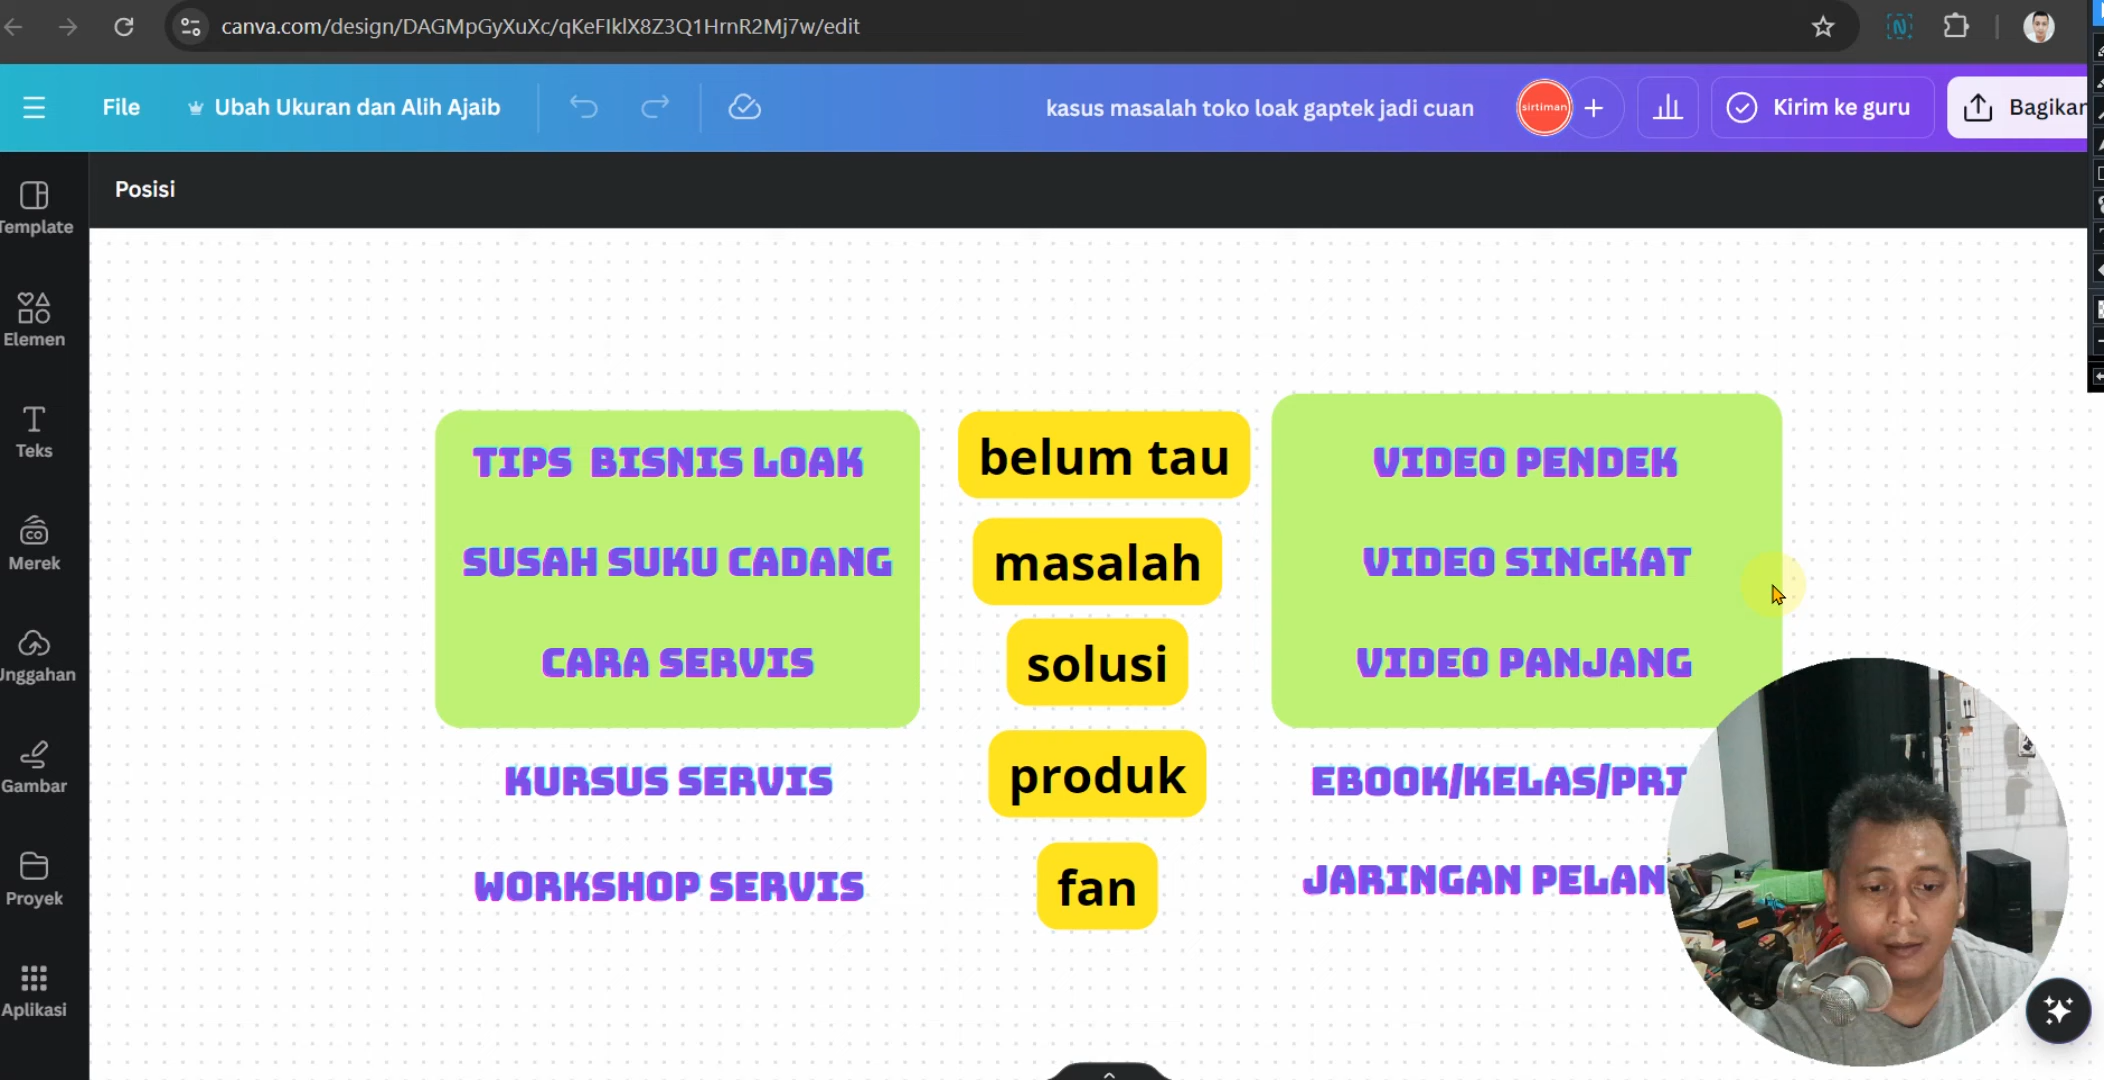 canva.com/design/DAGMpGyXuXc/qKeFIklX8Z3Q1HrnR2Mj7w/edit
File
Ubah Ukuran dan Alih Ajaib
kasus masalah toko loak gaptek jadi cuan
sirtiman
Kirim ke guru
Bagikan
Posisi
Template
Elemen
Teks
Merek
Unggahan
Gambar
Proyek
Aplikasi
TIPS BISNIS LOAK
belum tau
VIDEO PENDEK
SUSAH SUKU CADANG
masalah
VIDEO SINGKAT
CARA SERVIS
solusi
VIDEO PANJANG
KURSUS SERVIS
produk
EBOOK/KELAS/PRI
WORKSHOP SERVIS
fan
JARINGAN PELAN